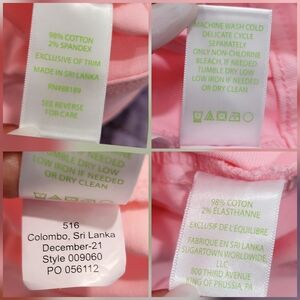 98% COTTON
2% SPANDEX
EXCLUSIVE OF TRIM
MADE IN SRI LANKA
SEE REVERSE
FOR CARE.
MACHINE WASH COLD
DELICATE CYCLE
SEPARATELY
ONLY NON-CHLORINE
BLEACH, IF NEEDED
TUMBLE DRY LOW
LOW IRON IF NEEDED
OR DRY CLEAN
TUMBLE DRY LOW
LOW IRON IF NEEDED
OR DRY CLEAN
516
Colombo, Sri Lanka
December-21
Style 009060
PO 056112
98% COTON
2% ELASTHANNE
EXCLUSIF DE L'EQUILIBRE
FABRIQUE EN SRI LANKA
SUGARTOWN WORLDWIDE,
LLC
800 THIRD AVENUE
KING OF PRUSSIA, PA